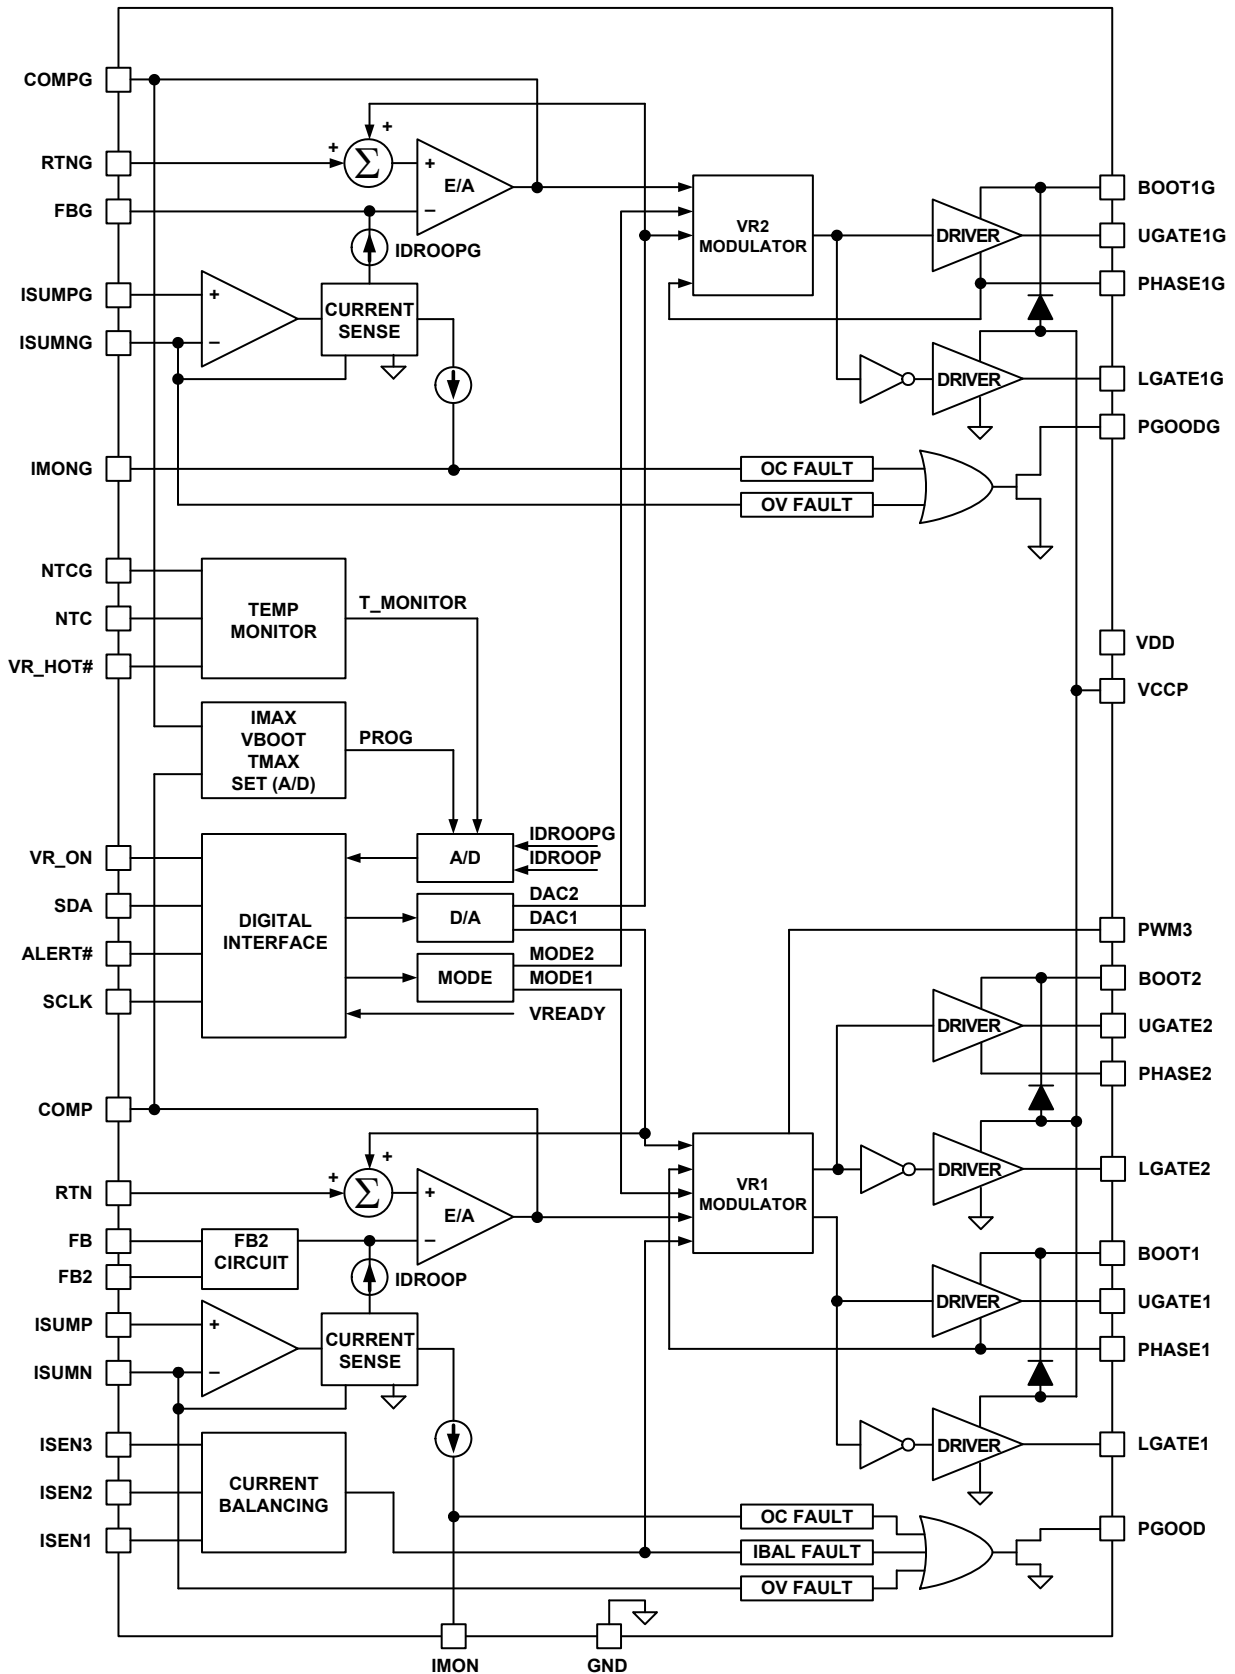 COMPG
RTNG
FBG
ISUMPG
ISUMNG
IMONG
NTCG
NTC
VR_HOT#
VR_ON
SDA
ALERT#
SCLK
COMP
RTN
FB
FB2
ISUMP
ISUMN
ISEN3
ISEN2
ISEN1
+
+
Σ
+
−
E/A
IDROOPG
+
−
CURRENT
SENSE
VR2
MODULATOR
DRIVER
DRIVER
OC FAULT
OV FAULT
TEMP
MONITOR
T_MONITOR
IMAX
VBOOT
TMAX
SET (A/D)
PROG
DIGITAL
INTERFACE
A/D
IDROOPG
IDROOP
D/A
DAC2
DAC1
MODE
MODE2
MODE1
VREADY
+
+
Σ
+
−
E/A
FB2
CIRCUIT
IDROOP
+
−
CURRENT
SENSE
CURRENT
BALANCING
VR1
MODULATOR
DRIVER
DRIVER
DRIVER
DRIVER
OC FAULT
IBAL FAULT
OV FAULT
BOOT1G
UGATE1G
PHASE1G
LGATE1G
PGOODG
VDD
VCCP
PWM3
BOOT2
UGATE2
PHASE2
LGATE2
BOOT1
UGATE1
PHASE1
LGATE1
PGOOD
IMON
GND